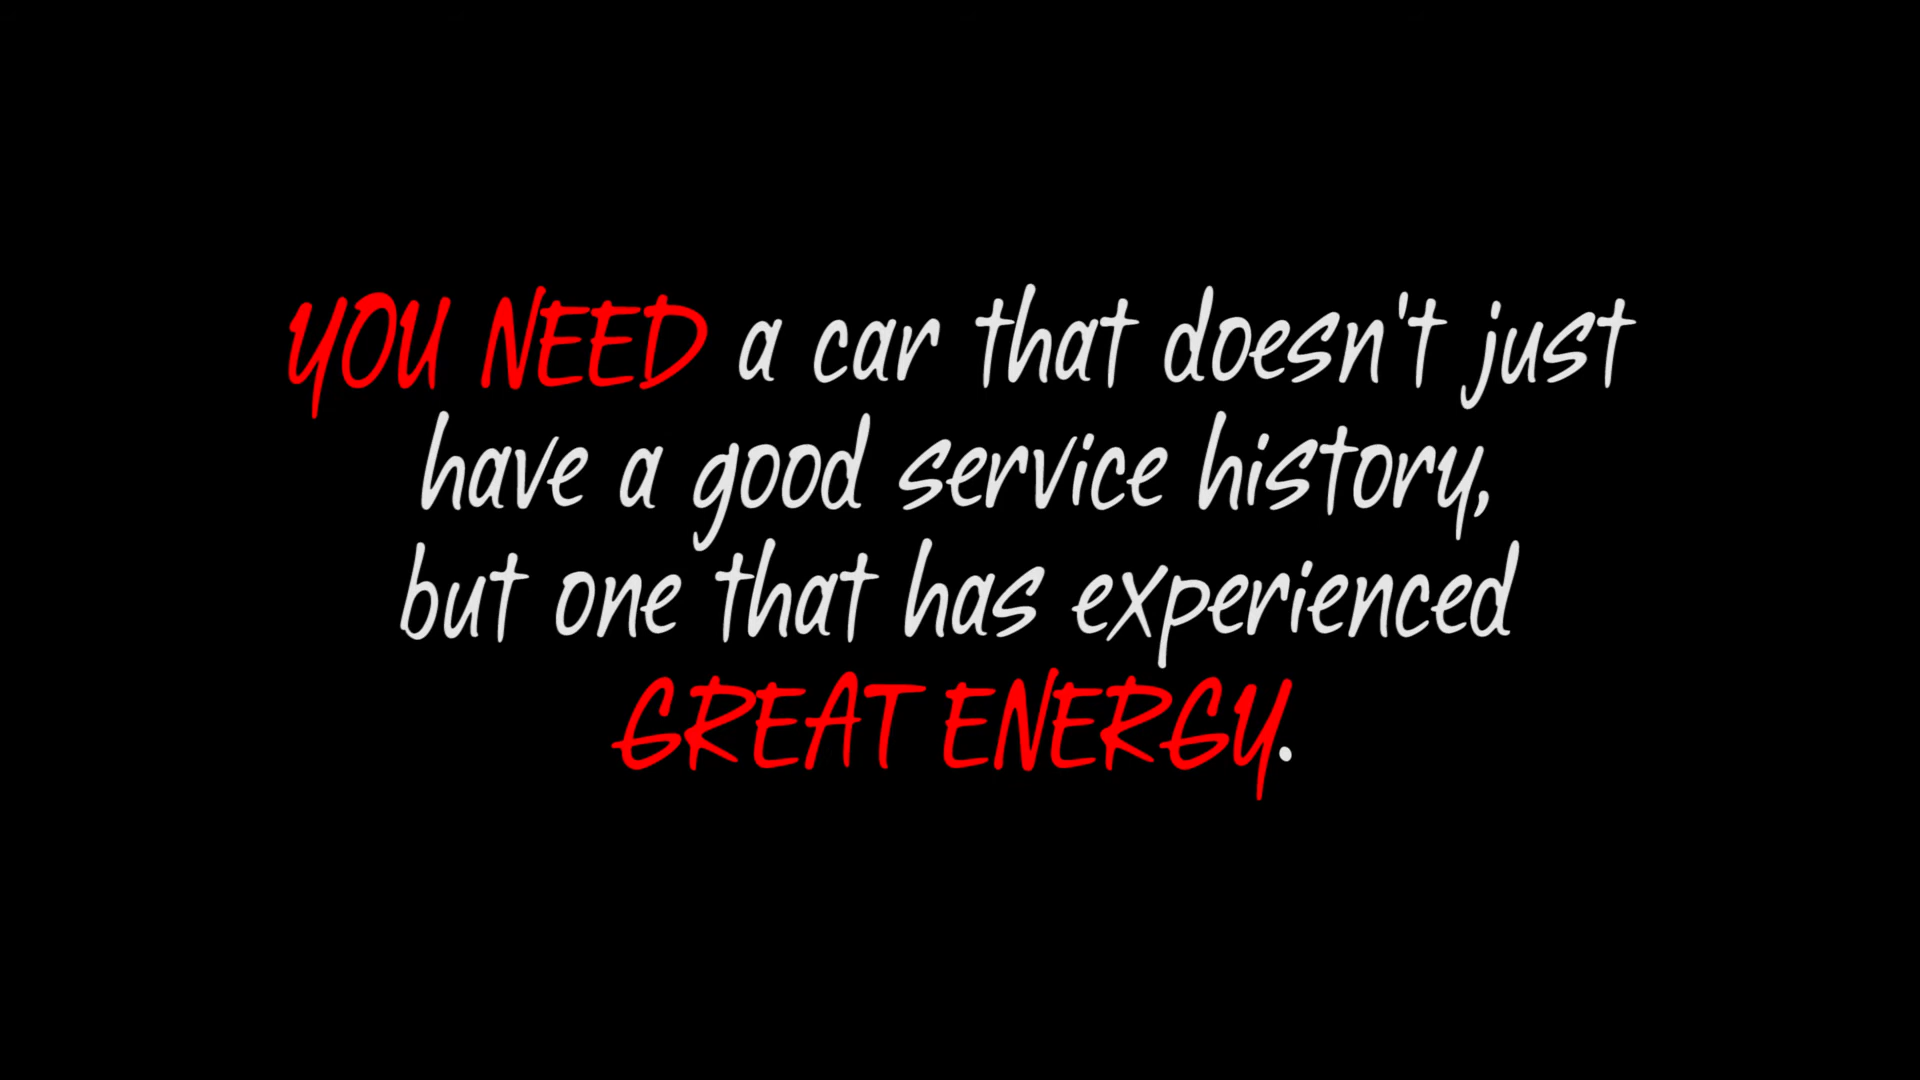 YOU NEED a car that doesn't just
have a good service history,
but one that has experienced
GREAT ENERGY.